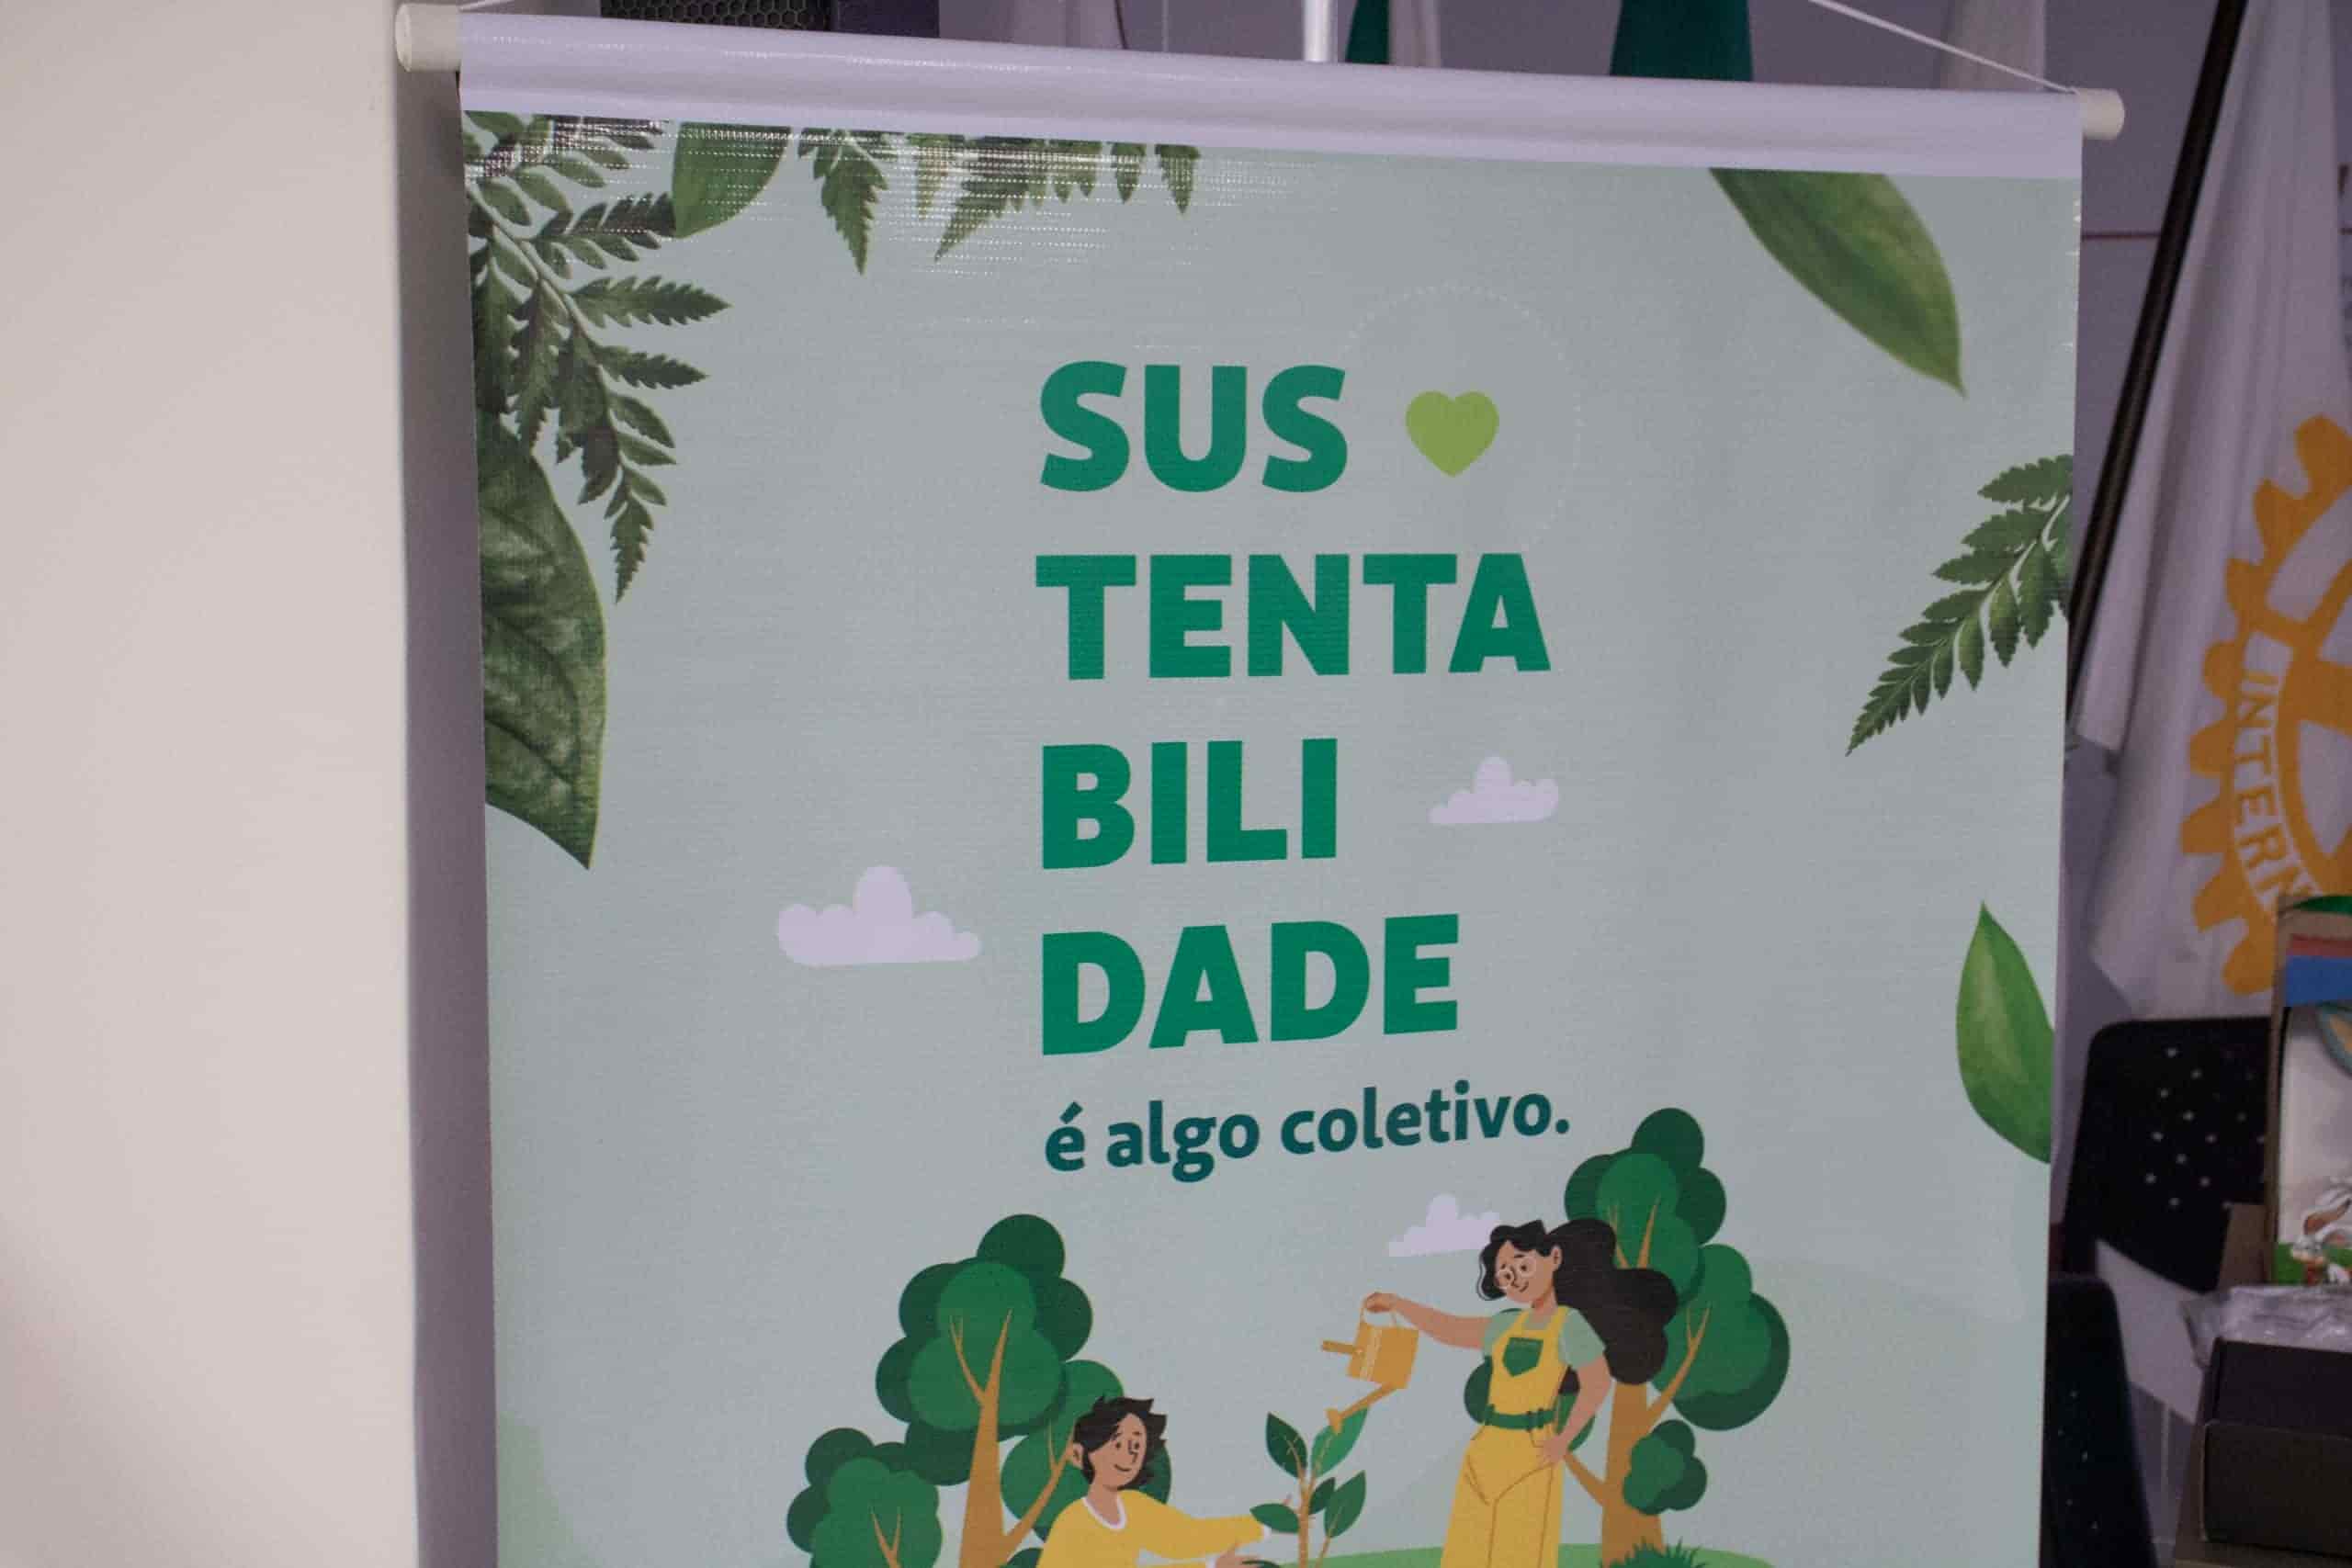 SUS
TENTA
BILI
DADE
é algo coletivo.